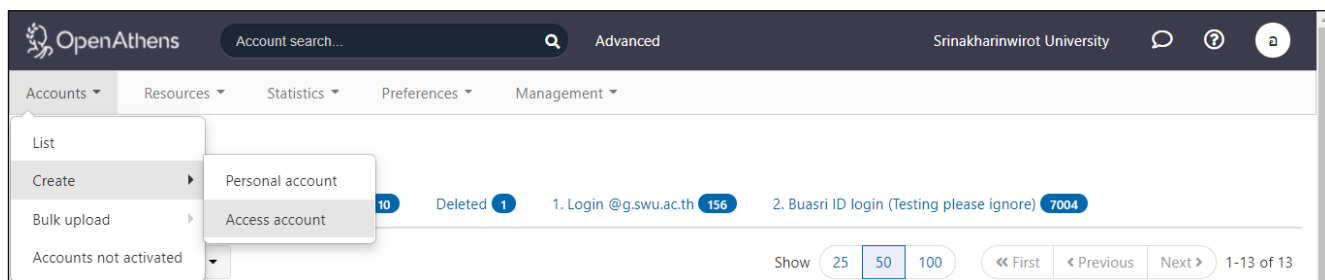 OpenAthens Account search... Advanced Srinakharinwirot University อ
Accounts Resources Statistics Preferences Management
List
Create Personal account
10 Deleted 1 1. Login @g.swu.ac.th 156 2. Buasri ID login (Testing please ignore) 7004
Bulk upload Access account
Accounts not activated Show 25 50 100 « First Previous Next 1-13 of 13